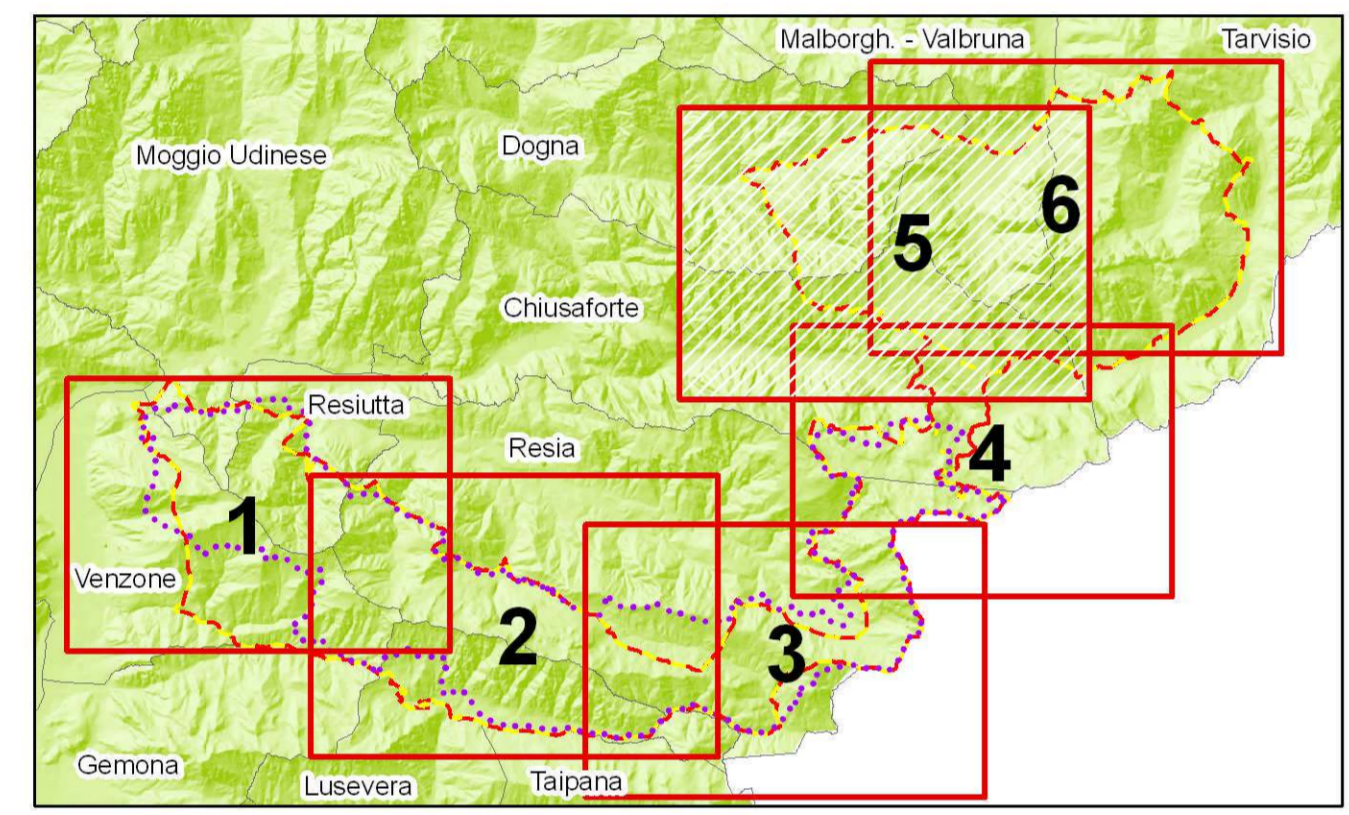 Malborgh. - Valbruna
Tarvisio
Moggio Udinese
Dogna
6
5
Chiusaforte
Resiutta
Resia
4
1
Venzone
2
3
Gemona
Lusevera
Taipana